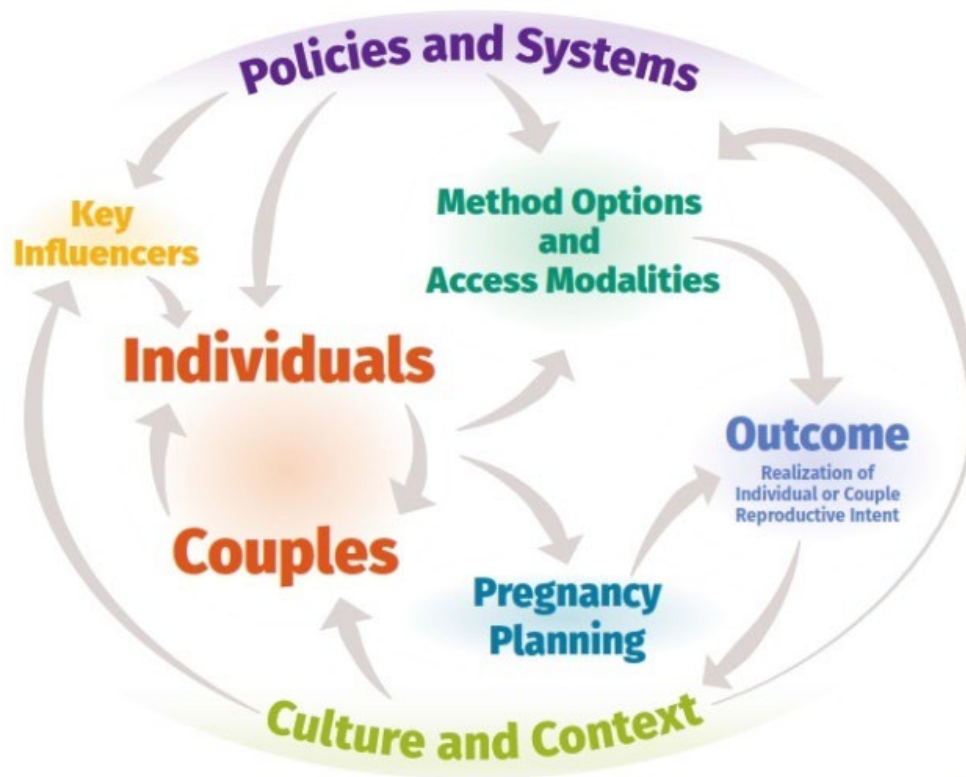 Policies and Systems
Key
Influencers
Method Options
and
Access Modalities
Individuals
Outcome
Realization of
Individual or Couple
Reproductive Intent
Couples
Pregnancy
Planning
Culture and Context